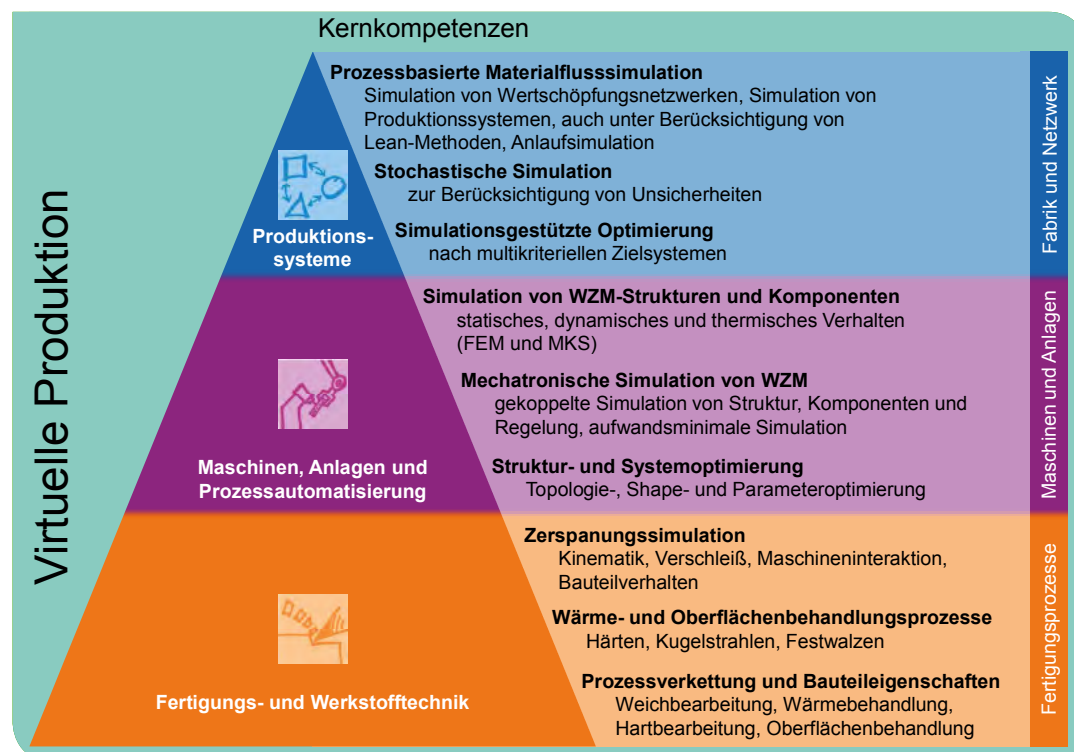 Kernkompetenzen
Virtuelle Produktion
Prozessbasierte Materialflusssimulation
Simulation von Wertschöpfungsnetzwerken, Simulation von
Produktionssystemen, auch unter Berücksichtigung von
Lean-Methoden, Anlaufsimulation
Stochastische Simulation
zur Berücksichtigung von Unsicherheiten
Simulationsgestützte Optimierung
nach multikriteriellen Zielsystemen
Produktions-
systeme
Fabrik und Netzwerk
Simulation von WZM-Strukturen und Komponenten
statisches, dynamisches und thermisches Verhalten
(FEM und MKS)
Mechatronische Simulation von WZM
gekoppelte Simulation von Struktur, Komponenten und
Regelung, aufwandsminimale Simulation
Struktur- und Systemoptimierung
Topologie-, Shape- und Parameteroptimierung
Maschinen, Anlagen und
Prozessautomatisierung
Maschinen und Anlagen
Zerspanungssimulation
Kinematik, Verschleiß, Maschineninteraktion,
Bauteilverhalten
Wärme- und Oberflächenbehandlungsprozesse
Härten, Kugelstrahlen, Festwalzen
Prozessverkettung und Bauteileigenschaften
Weichbearbeitung, Wärmebehandlung,
Hartbearbeitung, Oberflächenbehandlung
Fertigungs- und Werkstofftechnik
Fertigungsprozesse